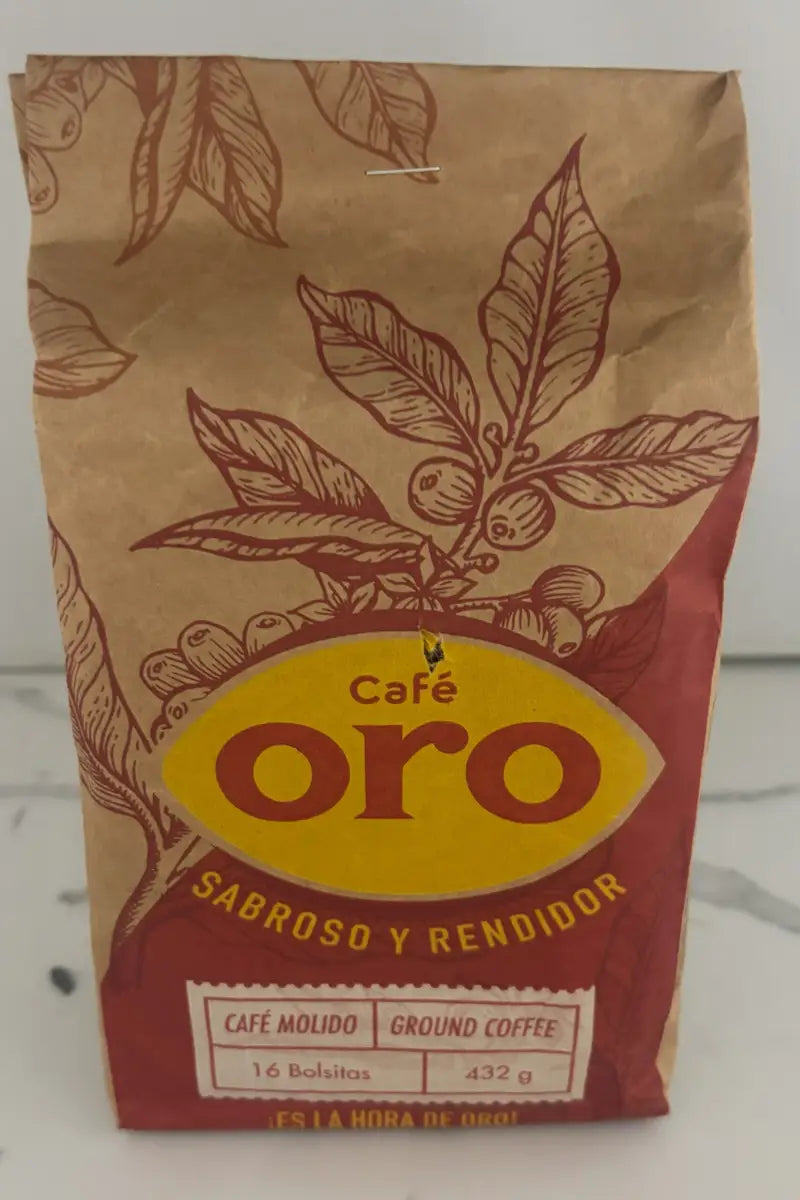 Café
oro
SABROSO Y RENDIDOR
CAFÉ MOLIDO GROUND COFFEE
16 Bolsitas 432 g
¡ES LA HORA DE ORO!